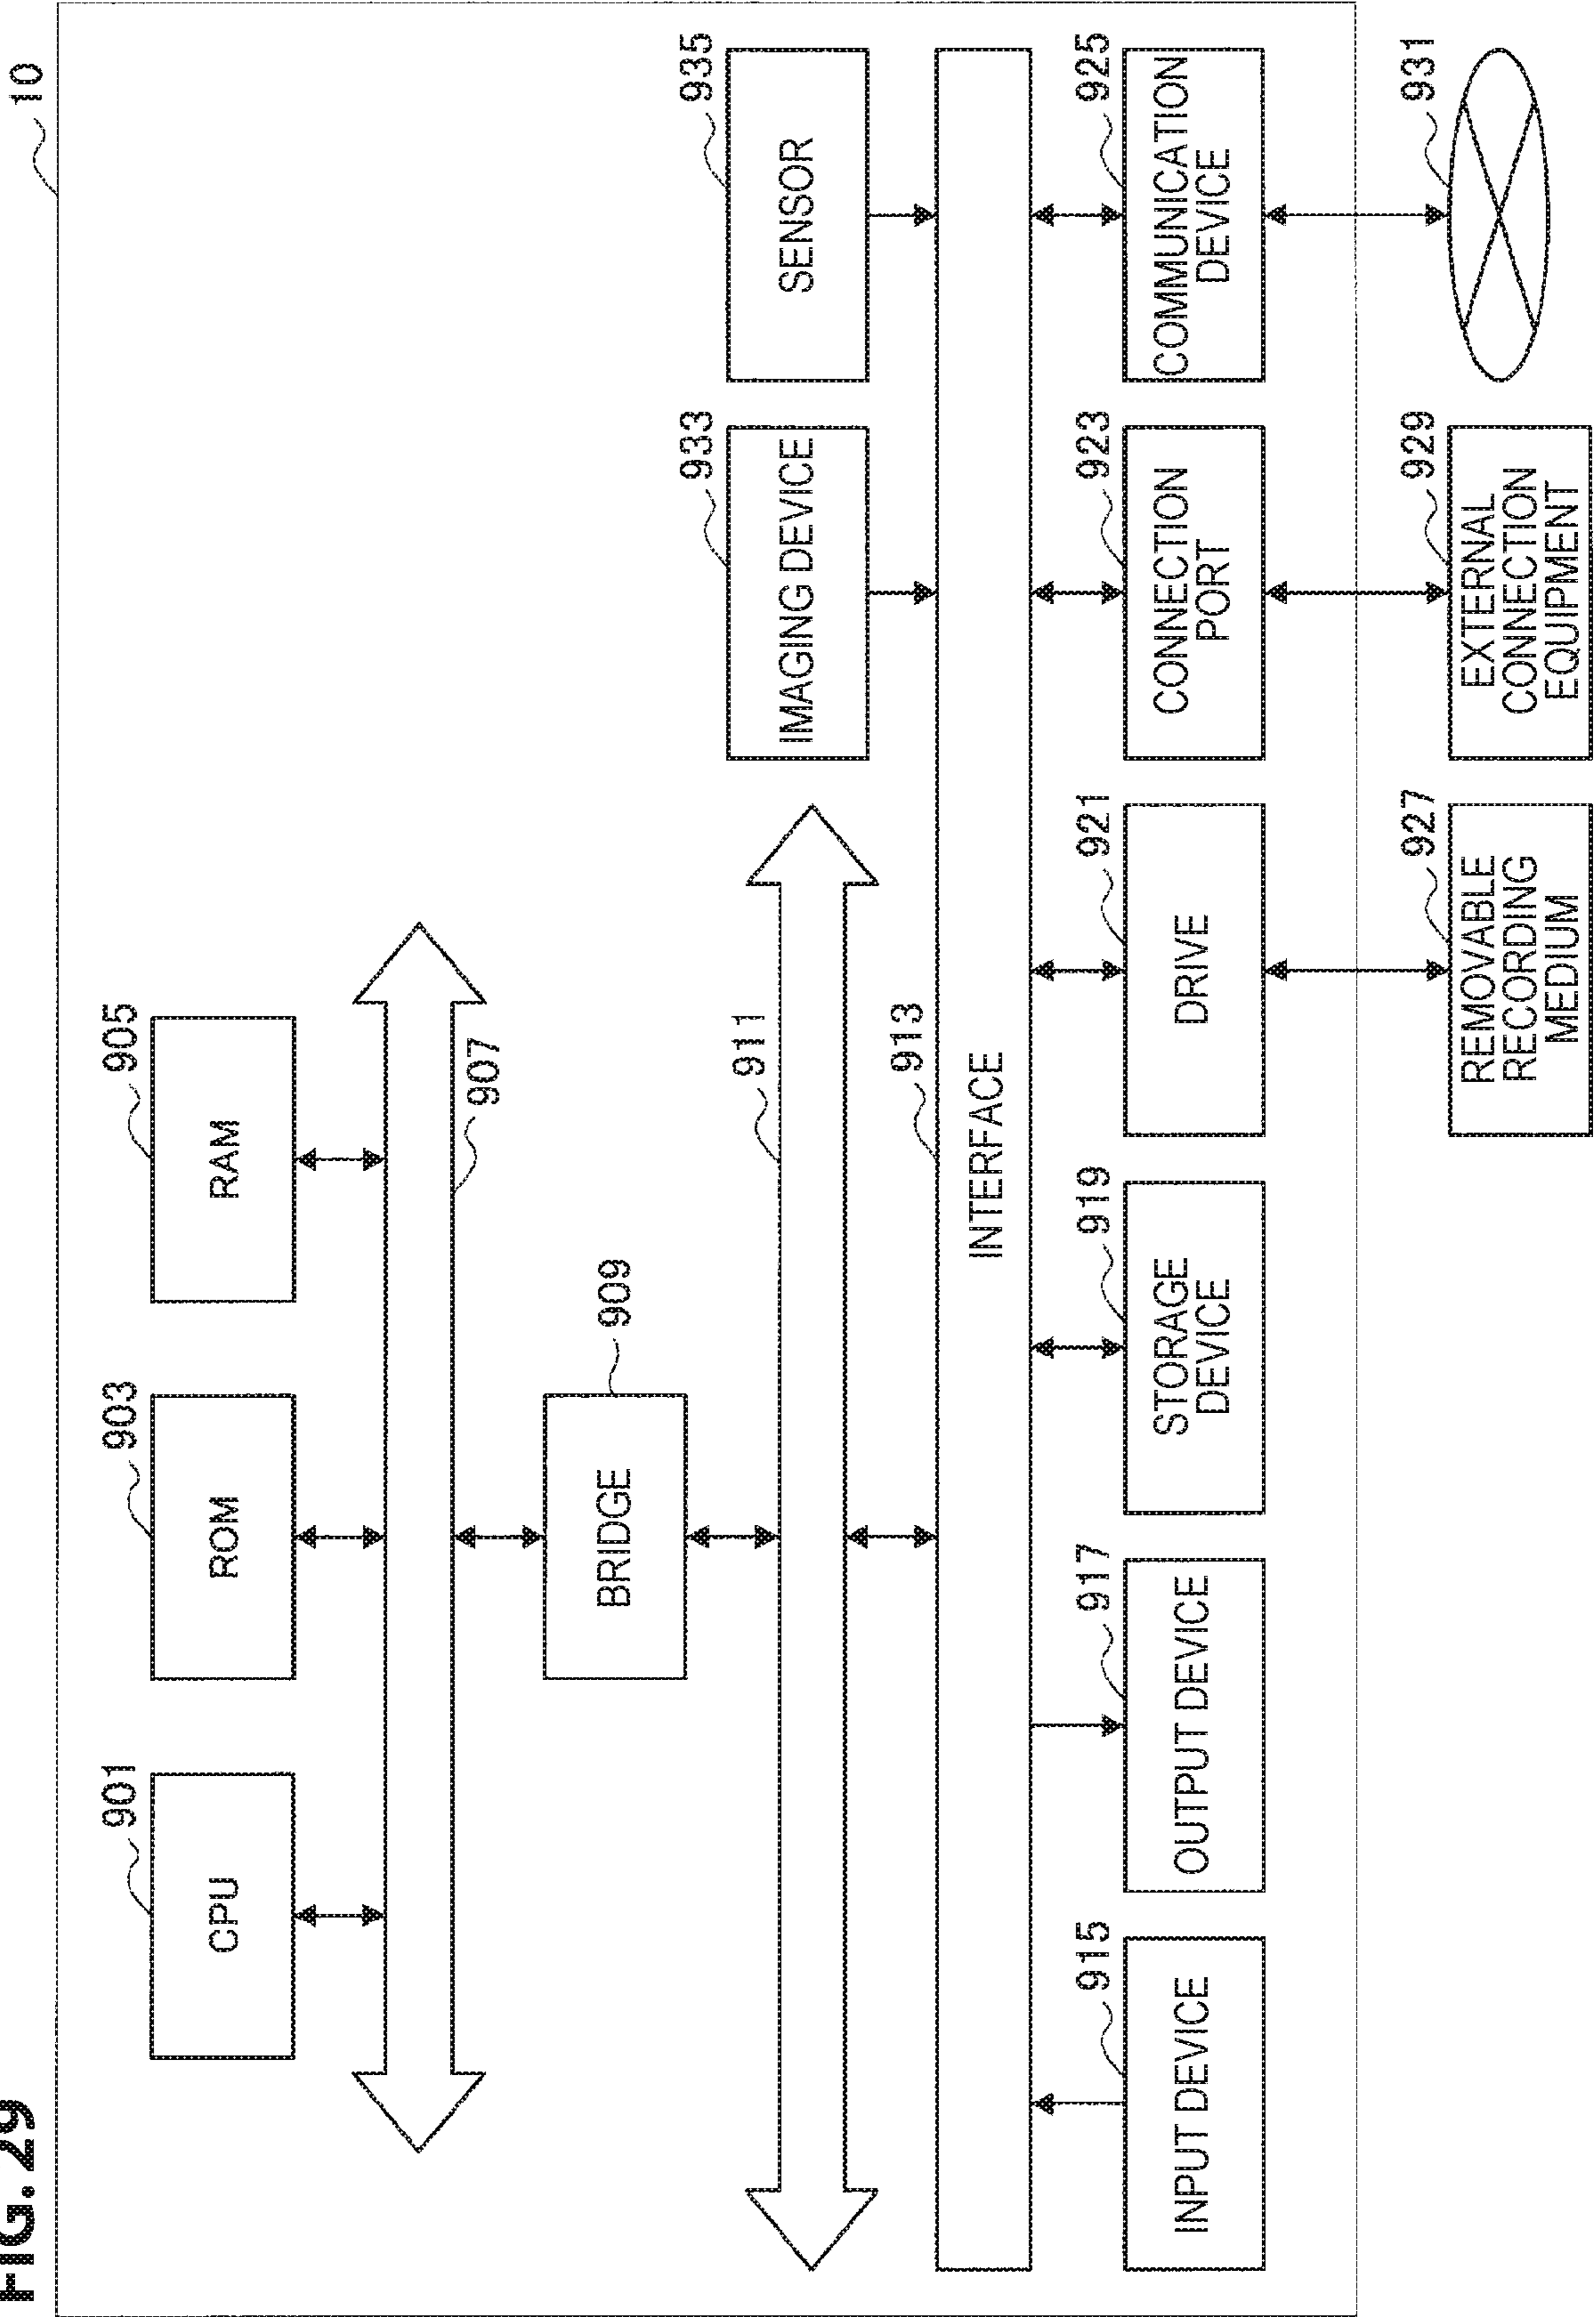 FIG. 29
10
901
903
905
CPU
ROM
RAM
907
909
BRIDGE
933
935
IMAGING DEVICE
SENSOR
911
913
INTERFACE
915
917
919
921
923
925
INPUT DEVICE
OUTPUT DEVICE
STORAGE
DEVICE
DRIVE
CONNECTION
PORT
COMMUNICATION
DEVICE
927
929
931
REMOVABLE
RECORDING
MEDIUM
EXTERNAL
CONNECTION
EQUIPMENT